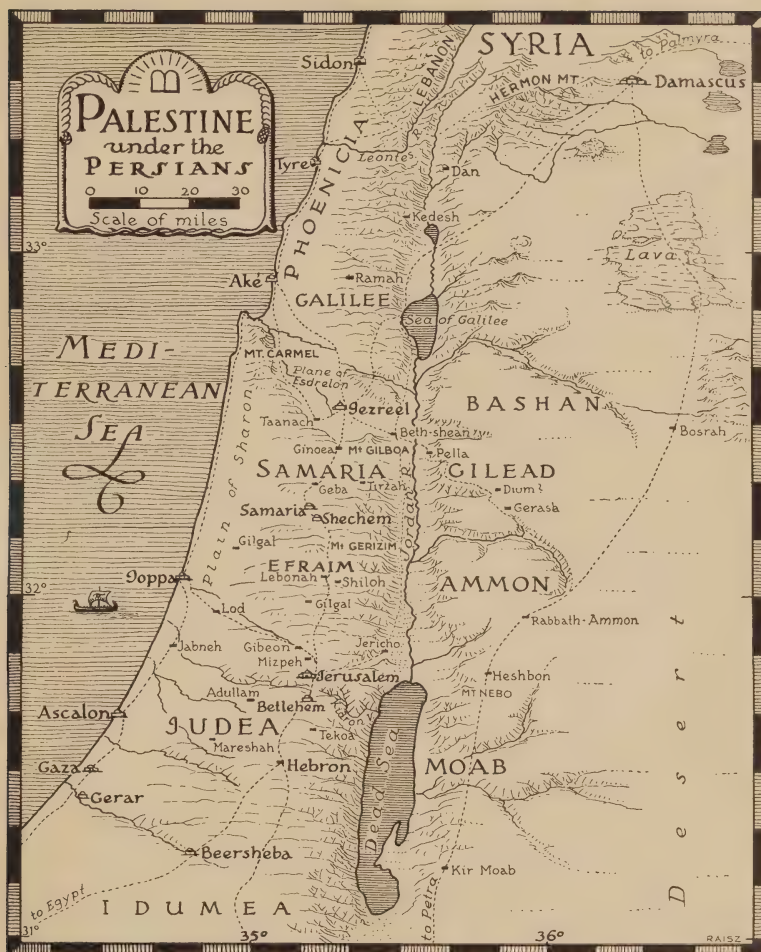 PALESTINE
under the
PERSIANS
0 10 20 30
Scale of miles
SYRIA
to Palmyra
Sidon
LEBANON
HERMON MT.
Damascus
PHOENICIA
Tyre
Leontes R.
Dan
Kedesh
33°
Lava
Aké
Ramah
GALILEE
Sea of Galilee
MT. CARMEL
MEDI-
TERRANEAN
SEA
Plane of
Esdrelon
Jezreel
BASHAN
Taanach
Beth-shean
Bosrah
Ginoea
Mt GILBOA
Pella
Plain of Sharon
SAMARIA
GILEAD
Geba
Tirzah
Dium?
Samaria
Gerasa
Shechem
Jordan R.
Gilgal
Mt GERIZIM
EFRAIM
Joppa
Lebonah
Shiloh
AMMON
32°
Gilgal
Lod
Rabbath-Ammon
Jabneh
Gibeon
Jericho
Mizpeh
Jerusalem
Heshbon
Mt NEBO
Adullam
Betlehem
Ascalon
JUDEA
Tekoa
Mareshah
Gaza
Hebron
MOAB
Dead Sea
Gerar
Beersheba
Kir Moab
Desert
to Egypt
IDUMEA
to Petra
31°
35°
36°
RAISZ